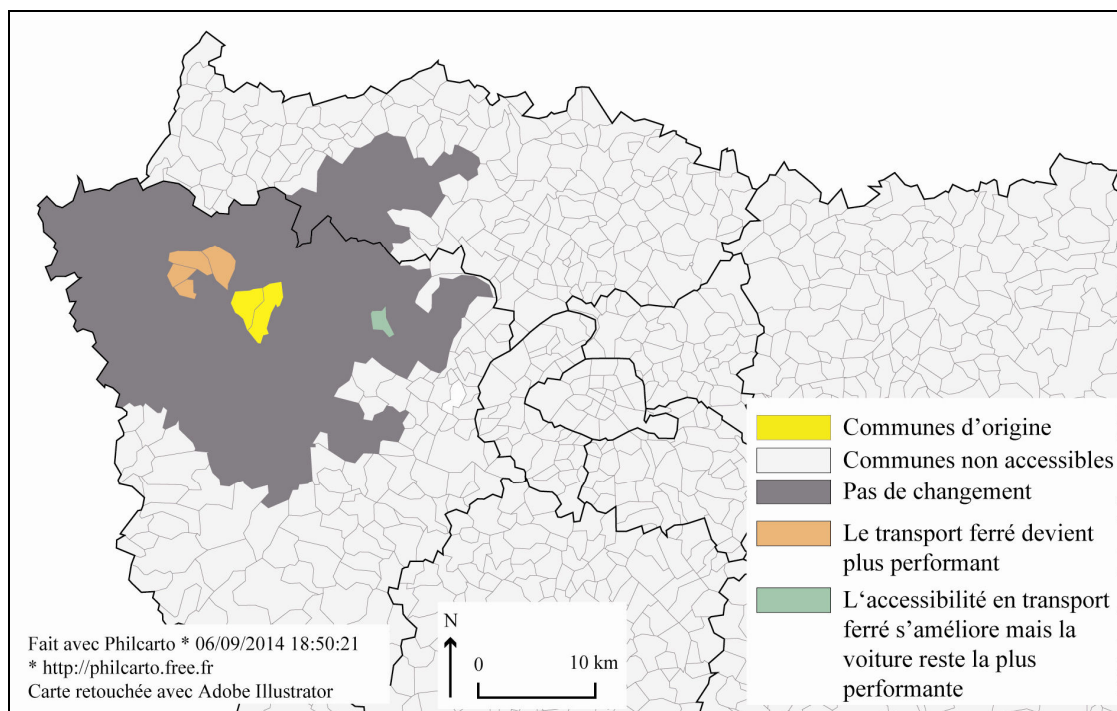 Communes d’origine
Communes non accessibles
Pas de changement
Le transport ferré devient
plus performant
L‘accessibilité en transport
ferré s’améliore mais la
voiture reste la plus
performante
N
0 10 km
Fait avec Philcarto * 06/09/2014 18:50:21
* http://philcarto.free.fr
Carte retouchée avec Adobe Illustrator